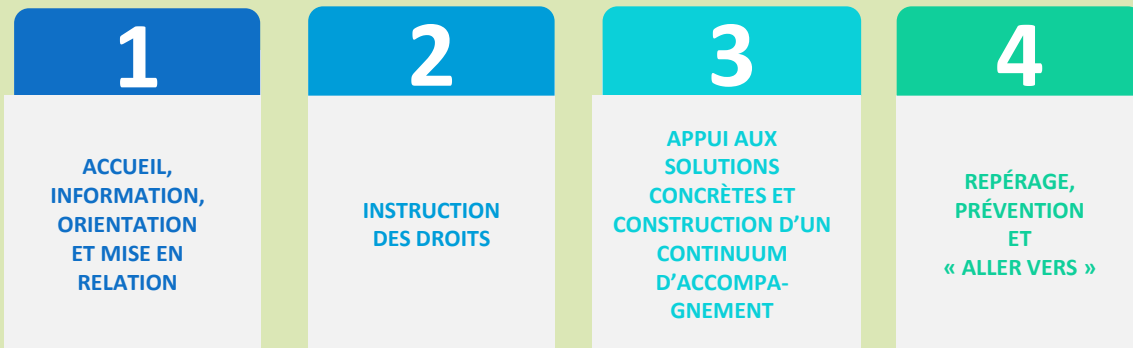 1
ACCUEIL,
INFORMATION,
ORIENTATION
ET MISE EN
RELATION
2
INSTRUCTION
DES DROITS
3
APPUI AUX
SOLUTIONS
CONCRÈTES ET
CONSTRUCTION D’UN
CONTINUUM
D’ACCOMPA-
GNEMENT
4
REPÉRAGE,
PRÉVENTION
ET
« ALLER VERS »